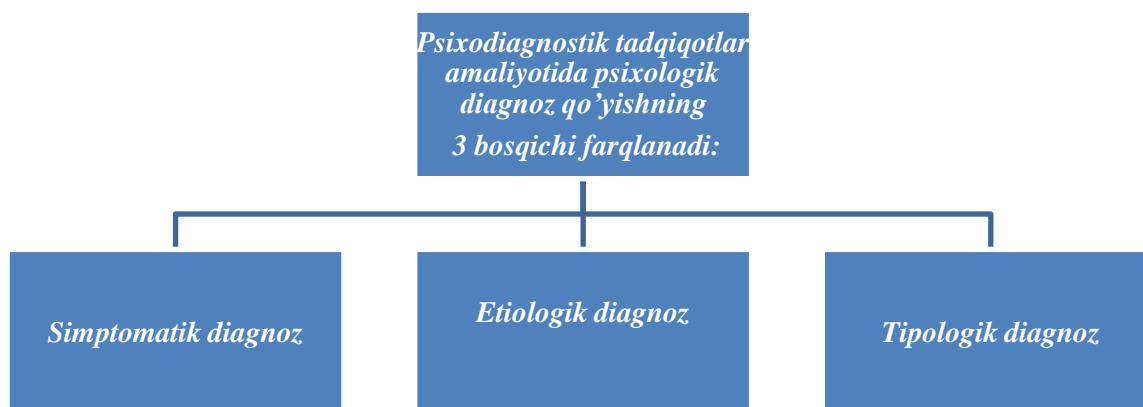 Psixodiagnostik tadqiqotlar
amaliyotida psixologik
diagnoz qo’yishning
3 bosqichi farqlanadi:
Simptomatik diagnoz
Etiologik diagnoz
Tipologik diagnoz